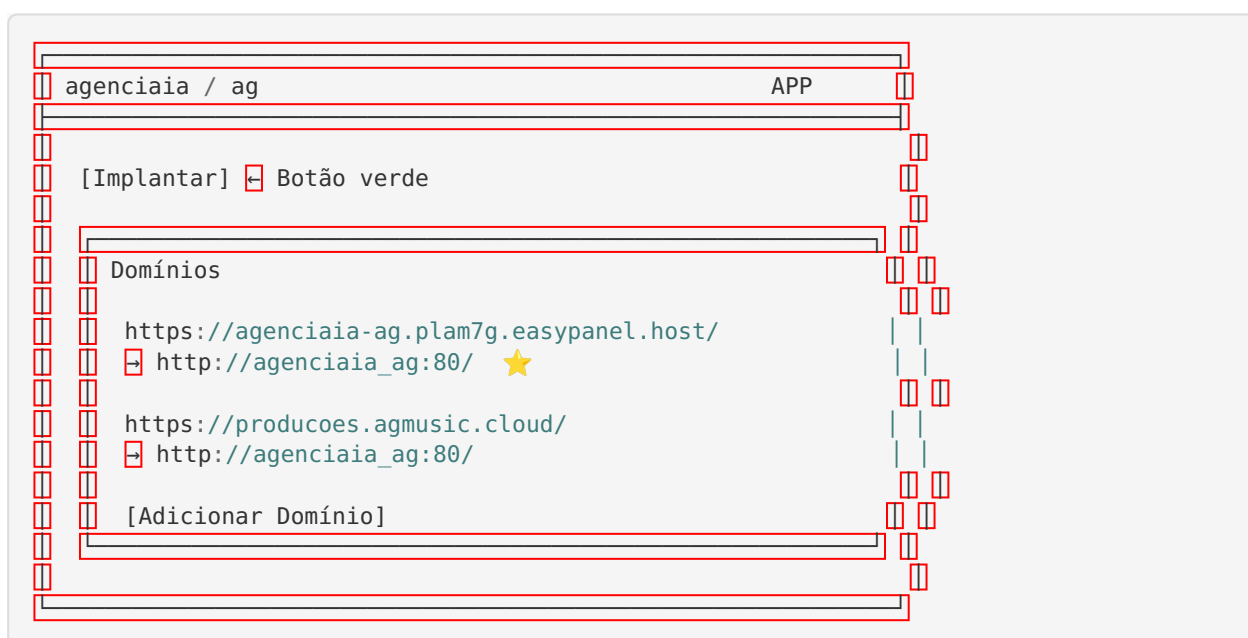 agenciaia / ag APP
[Implantar] ← Botão verde
Domínios
https://agenciaia-ag.plam7g.easypanel.host/
→ http://agenciaia_ag:80/ ⭐
https://producoes.agmusic.cloud/
→ http://agenciaia_ag:80/
[Adicionar Domínio]